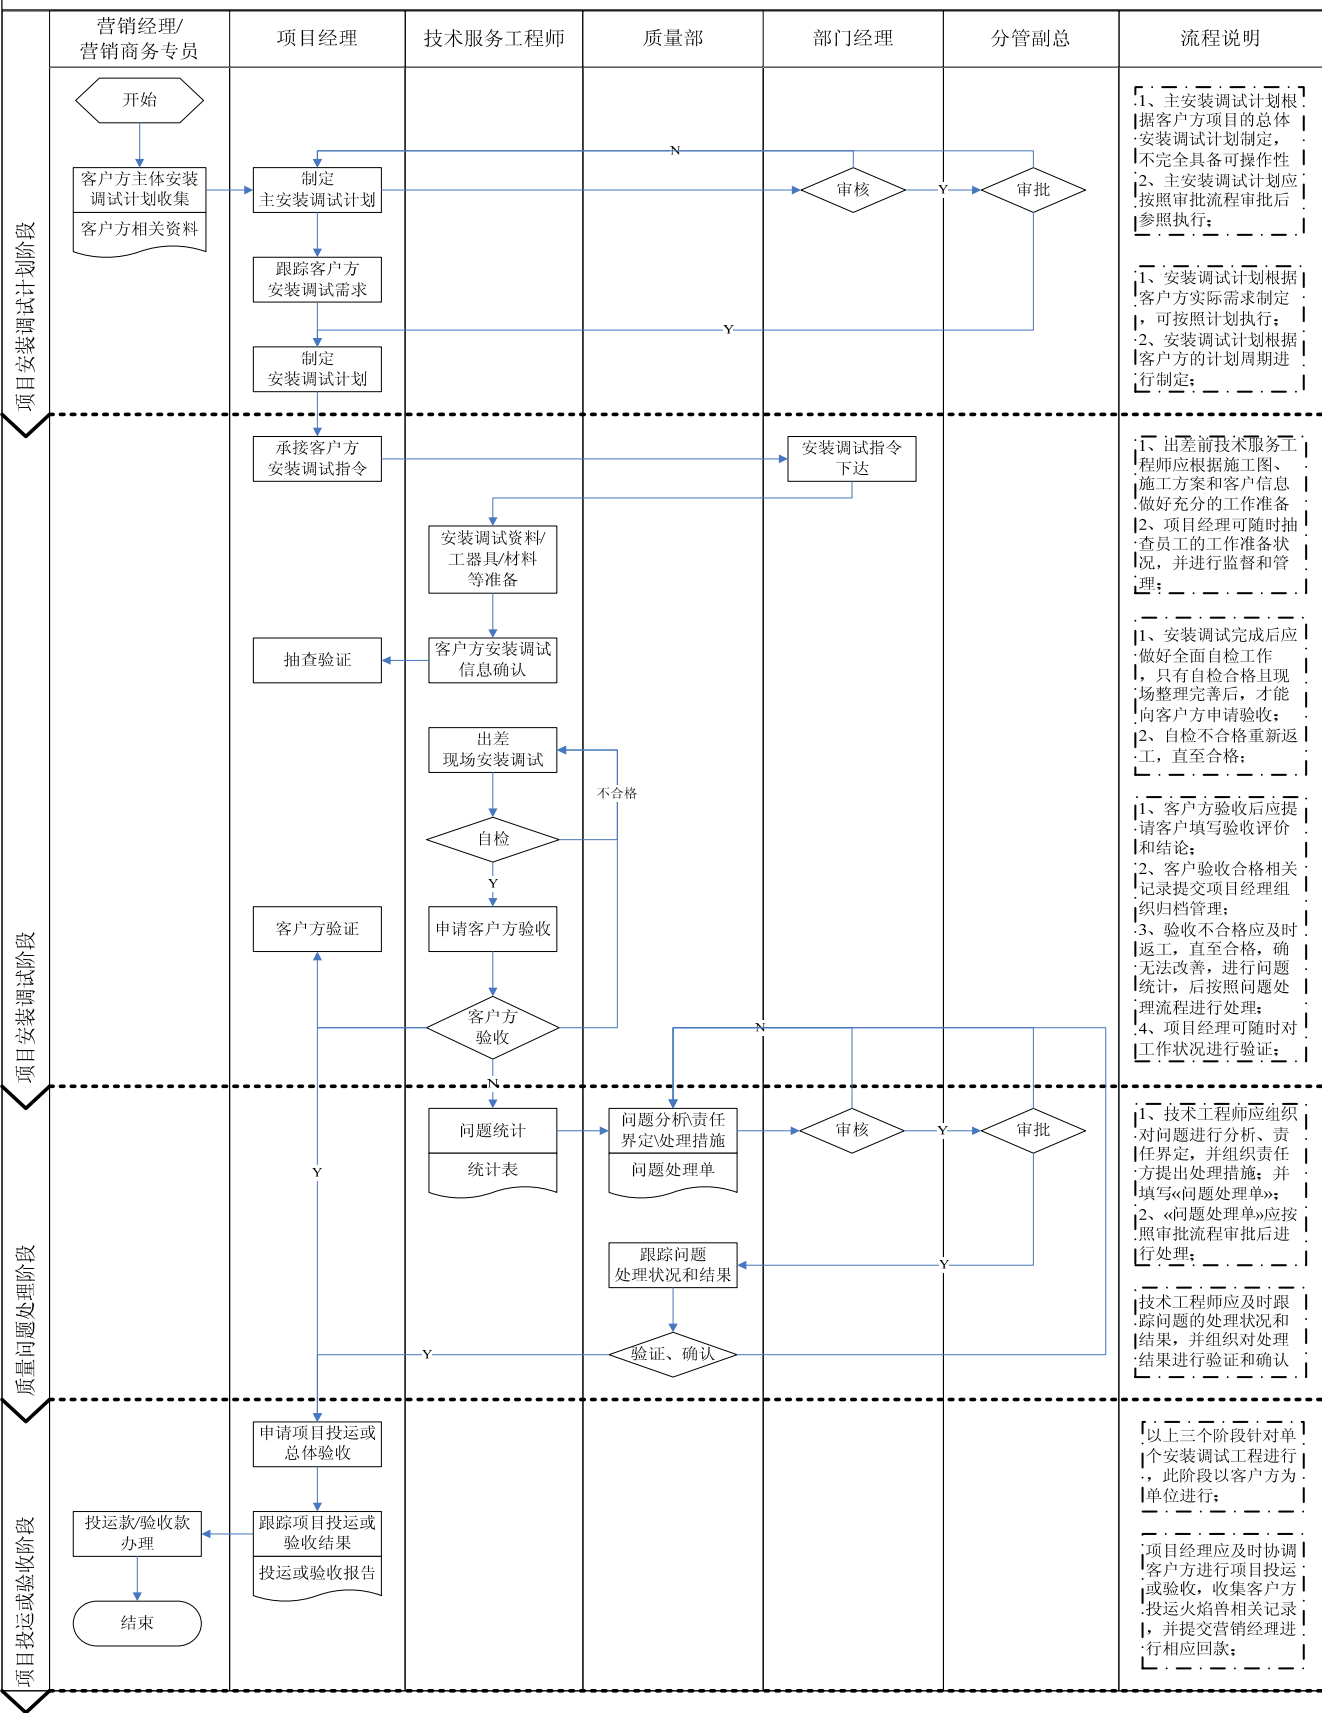 营销经理/
营销商务专员
项目经理
技术服务工程师
质量部
部门经理
分管副总
流程说明
项目安装调试计划阶段
开始
客户方主体安装
调试计划收集
客户方相关资料
制定
主安装调试计划
N
审核
Y
审批
跟踪客户方
安装调试需求
Y
制定
安装调试计划
1、主安装调试计划根
据客户方项目的总体
安装调试计划制定，
不完全具备可操作性
2、主安装调试计划应
按照审批流程审批后
参照执行；
1、安装调试计划根据
客户方实际需求制定
，可按照计划执行；
2、安装调试计划根据
客户方的计划周期进
行制定；
项目安装调试阶段
承接客户方
安装调试指令
安装调试指令
下达
安装调试资料/
工器具/材料
等准备
抽查验证
客户方安装调试
信息确认
出差
现场安装调试
不合格
自检
Y
客户方验证
申请客户方验收
客户方
验收
N
1、出差前技术服务工
程师应根据施工图、
施工方案和客户信息
做好充分的工作准备
2、项目经理可随时抽
查员工的工作准备状
况，并进行监督和管
理；
1、安装调试完成后应
做好全面自检工作
，只有自检合格且现
场整理完善后，才能
向客户方申请验收；
2、自检不合格重新返
工，直至合格；
1、客户方验收后应提
请客户填写验收评价
和结论；
2、客户验收合格相关
记录提交项目经理组
织归档管理；
3、验收不合格应及时
返工，直至合格，确
无法改善，进行问题
统计，后按照问题处
理流程进行处理；
4、项目经理可随时对
工作状况进行验证；
质量问题处理阶段
N
问题统计
统计表
问题分析\责任
界定\处理措施
问题处理单
审核
Y
审批
Y
跟踪问题
处理状况和结果
Y
验证、确认
Y
1、技术工程师应组织
对问题进行分析、责
任界定，并组织责任
方提出处理措施；并
填写«问题处理单»；
2、«问题处理单»应按
照审批流程审批后进
行处理；
技术工程师应及时跟
踪问题的处理状况和
结果，并组织对处理
结果进行验证和确认
项目投运或验收阶段
申请项目投运或
总体验收
跟踪项目投运或
验收结果
投运或验收报告
投运款/验收款
办理
结束
以上三个阶段针对单
个安装调试工程进行
，此阶段以客户方为
单位进行；
项目经理应及时协调
客户方进行项目投运
或验收，收集客户方
投运火焰兽相关记录
，并提交营销经理进
行相应回款；